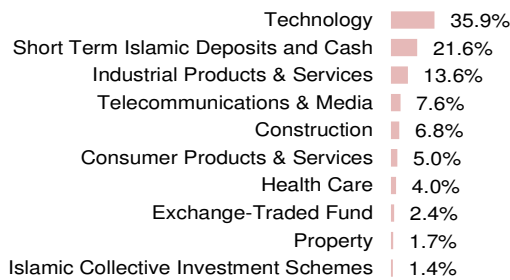 Technology 35.9%
Short Term Islamic Deposits and Cash 21.6%
Industrial Products & Services 13.6%
Telecommunications & Media 7.6%
Construction 6.8%
Consumer Products & Services 5.0%
Health Care 4.0%
Exchange-Traded Fund 2.4%
Property 1.7%
Islamic Collective Investment Schemes 1.4%